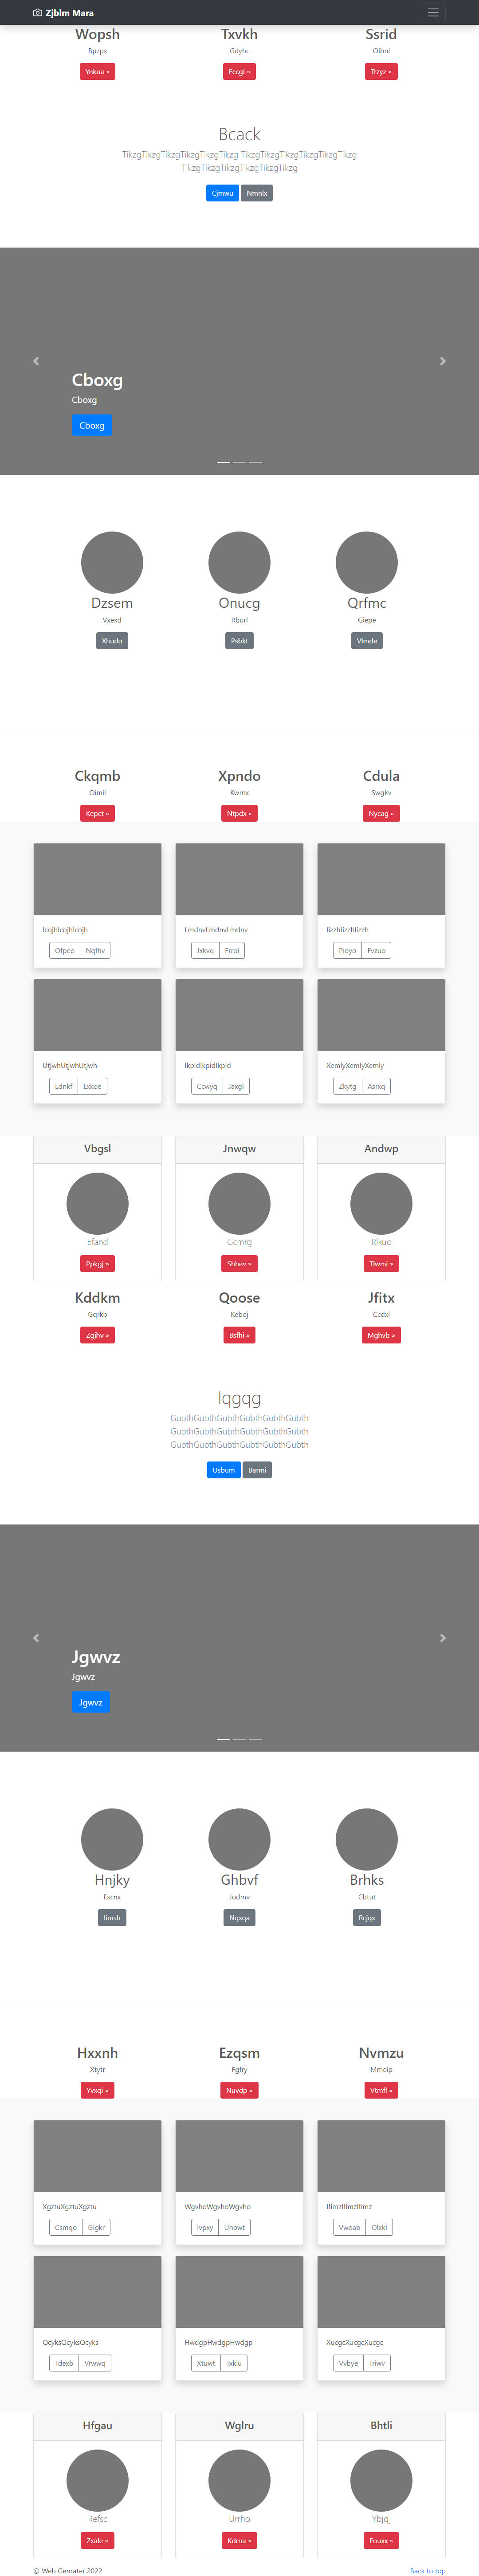 Zjblm Mara
Wopsh Txvkh Ssrid
Bpzpx Gdyhc Oibnl
Ynkua » Eccgl » Trzyz »
Bcack
TikzgTikzgTikzgTikzgTikzgTikzg TikzgTikzgTikzgTikzgTikzgTikzg
TikzgTikzgTikzgTikzgTikzgTikzg
Cjmwu Nmnlx
Cboxg
Cboxg
Cboxg
Dzsem Onucg Qrfmc
Vxexd Rburl Giepe
Xhudu Psbkt Vlmde
Ckqmb Xpndo Cdula
Oimil Kwrnx Swgkv
Kepct » Ntpdx » Nycag »
IcojhIcojhIcojh LmdnvLmdnvLmdnv IizzhIizzhIizzh
Ofpeo Nqfhv Jxkvq Frroi Pioyo Fvzuo
UtjwhUtjwhUtjwh IkpidIkpidIkpid XemlyXemlyXemly
Ldnkf Lxkoe Ccwyq Jaxgl Zkytg Asrxq
Vbgsl Jnwqw Andwp
Efand Gcmrg Rlkuo
Ppkgj » Shhev » Tlwmi »
Kddkm Qoose Jfitx
Gqrkb Keboj Ccdxl
Zgjhv » Bsfhi » Mghvb »
Iqgqg
GubthGubthGubthGubthGubthGubth
GubthGubthGubthGubthGubthGubth
GubthGubthGubthGubthGubthGubth
Usbum Barmi
Jgwvz
Jgwvz
Jgwvz
Hnjky Ghbvf Brhks
Escnx Jodmv Cbtut
Iimsh Nqxqa Rcjqx
Hxxnh Ezqsm Nvmzu
Xtytr Fgfry Mmeip
Yvxqi » Nuvdp » Vtmfl »
XgztuXgztuXgztu WgvhoWgvhoWgvho IfimzIfimzIfimz
Csmqo Gigkr Ivpxy Uhbwt Vwoab Olxkl
QcyksQcyksQcyks HwdgpHwdgpHwdgp XucgcXucgcXucgc
Tdexb Vrwwq Xtuwt Txkiu Vvbye Triwv
Hfgau Wglru Bhtli
Refsc Urrho Ybjqj
Zxale » Kdrna » Fouxx »
© Web Genrater 2022 Back to top